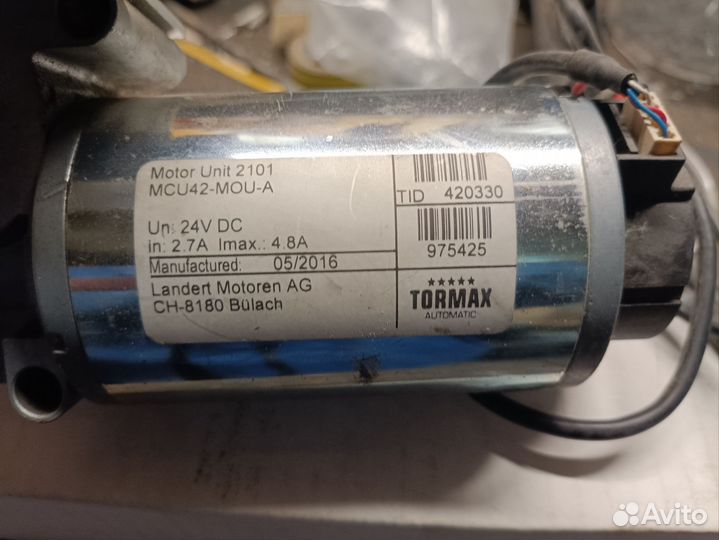 Motor Unit 2101
MCU42-MOU-A
Un: 24V DC
in: 2.7A Imax.: 4.8A
Manufactured: 05/2016
Landert Motoren AG
CH-8180 Bülach
TID 420330
975425
TORMAX
AUTOMATIC
Avito